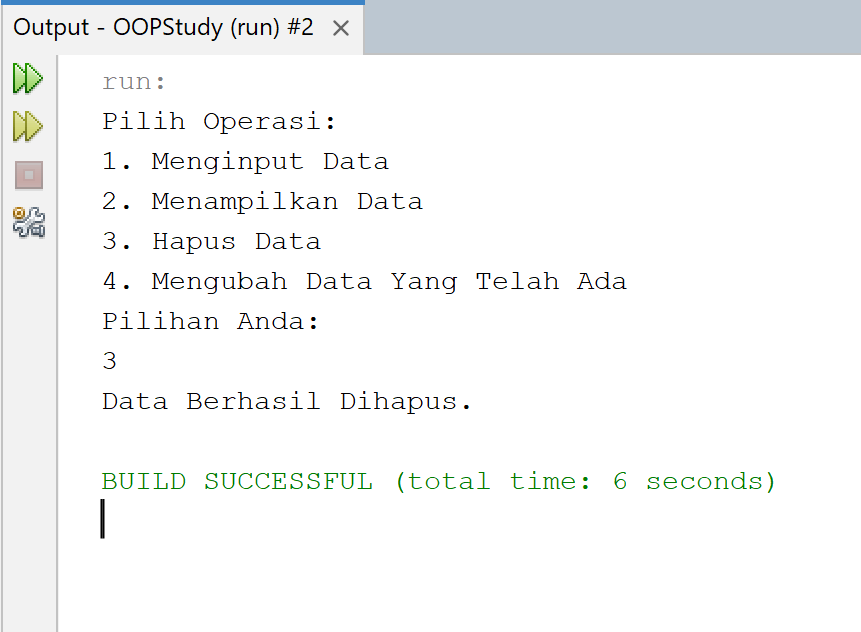 Output - OOPStudy (run) #2
run:
Pilih Operasi:
1. Menginput Data
2. Menampilkan Data
3. Hapus Data
4. Mengubah Data Yang Telah Ada
Pilihan Anda:
3
Data Berhasil Dihapus.
BUILD SUCCESSFUL (total time: 6 seconds)